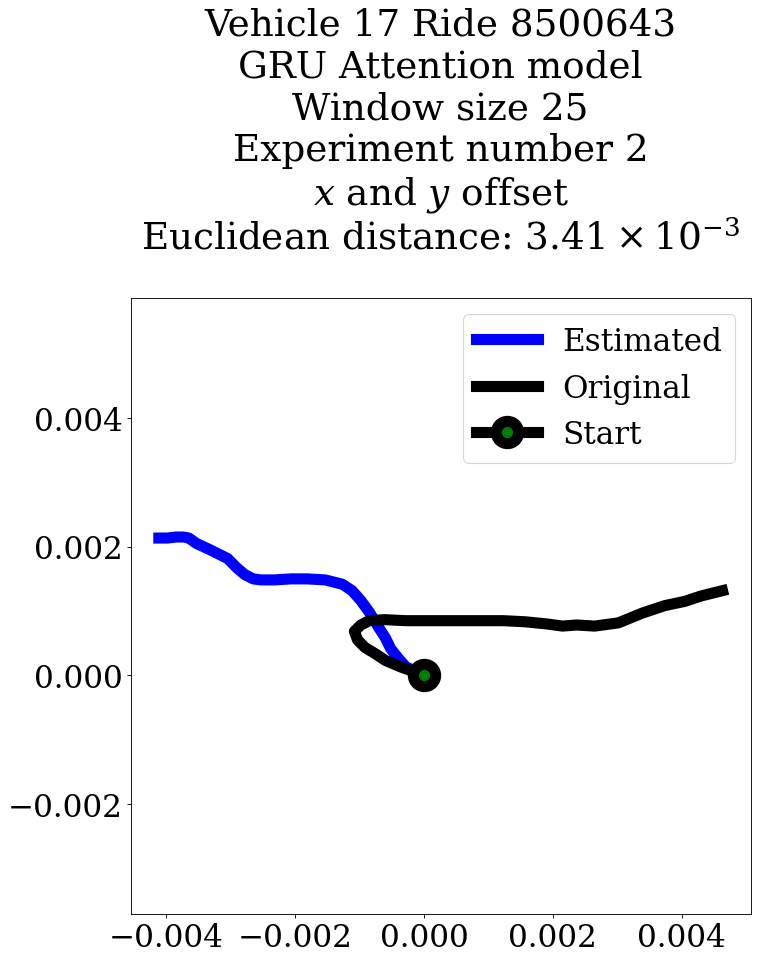 Vehicle 17 Ride 8500643
GRU Attention model
Window size 25
Experiment number 2
x and y offset
Euclidean distance: 3.41 × 10⁻³
Estimated
Original
Start
0.004
0.002
0.000
−0.002
−0.004 −0.002 0.000 0.002 0.004